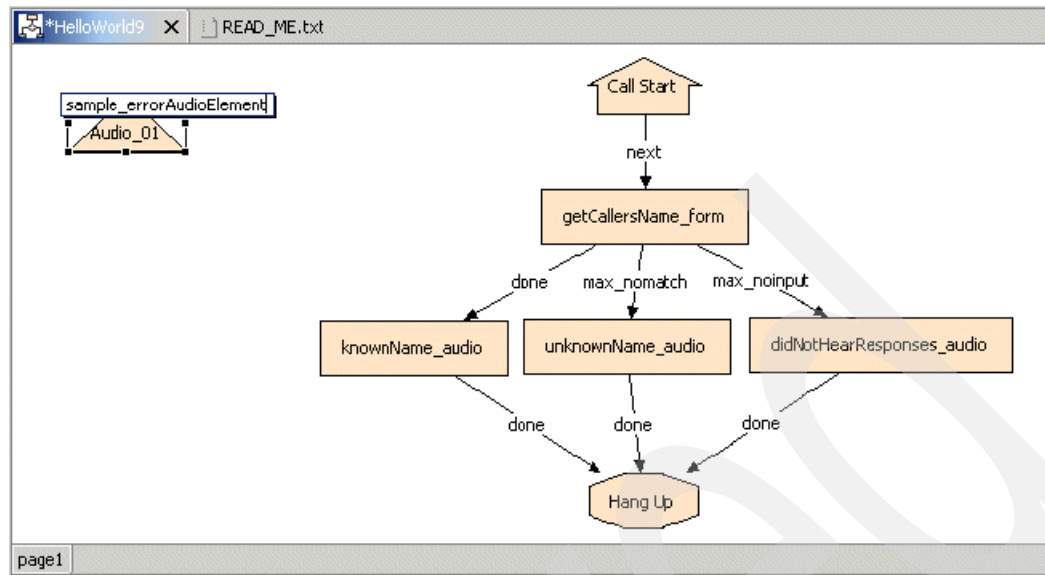 *HelloWorld9 X READ_ME.txt
sample_errorAudioElement
Audio_01
Call Start
next
getCallersName_form
done max_nomatch max_noinput
knownName_audio unknownName_audio didNotHearResponses_audio
done done done
Hang Up
page1